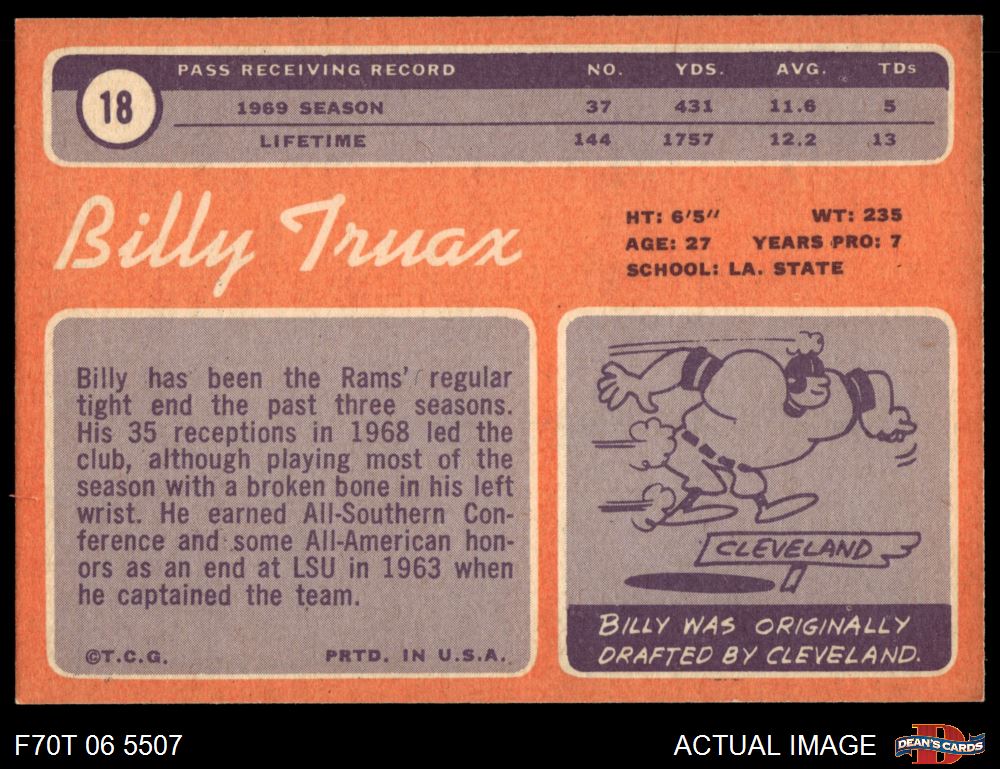 18
PASS RECEIVING RECORD NO. YDS. AVG. TDs
1969 SEASON 37 431 11.6 5
LIFETIME 144 1757 12.2 13
Billy Truax
HT: 6'5" WT: 235
AGE: 27 YEARS PRO: 7
SCHOOL: LA. STATE
Billy has been the Rams' regular
tight end the past three seasons.
His 35 receptions in 1968 led the
club, although playing most of the
season with a broken bone in his left
wrist. He earned All-Southern Con-
ference and some All-American hon-
ors as an end at LSU in 1963 when
he captained the team.
©T.C.G. PRTD. IN U.S.A.
CLEVELAND
BILLY WAS ORIGINALLY
DRAFTED BY CLEVELAND.
F70T 06 5507 ACTUAL IMAGE DEAN'S CARDS